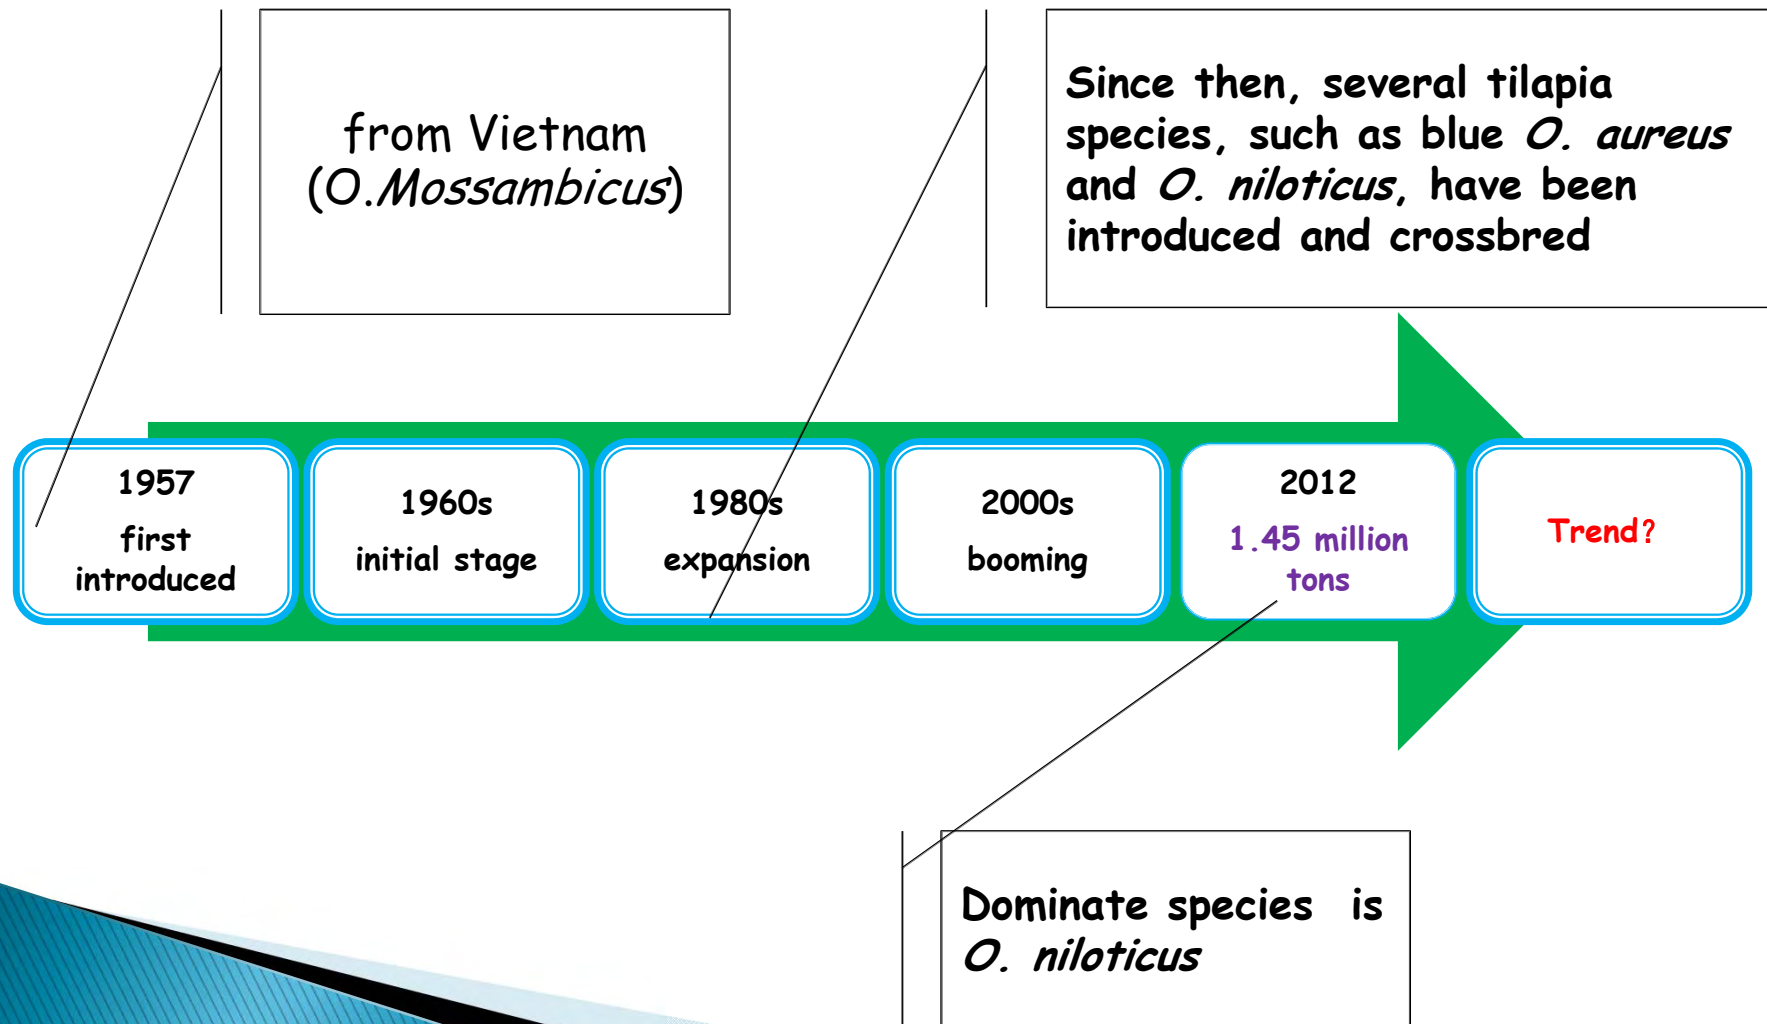 from Vietnam
(O.Mossambicus)
Since then, several tilapia
species, such as blue O. aureus
and O. niloticus, have been
introduced and crossbred
1957
first
introduced
1960s
initial stage
1980s
expansion
2000s
booming
2012
1.45 million
tons
Trend?
Dominate species is
O. niloticus